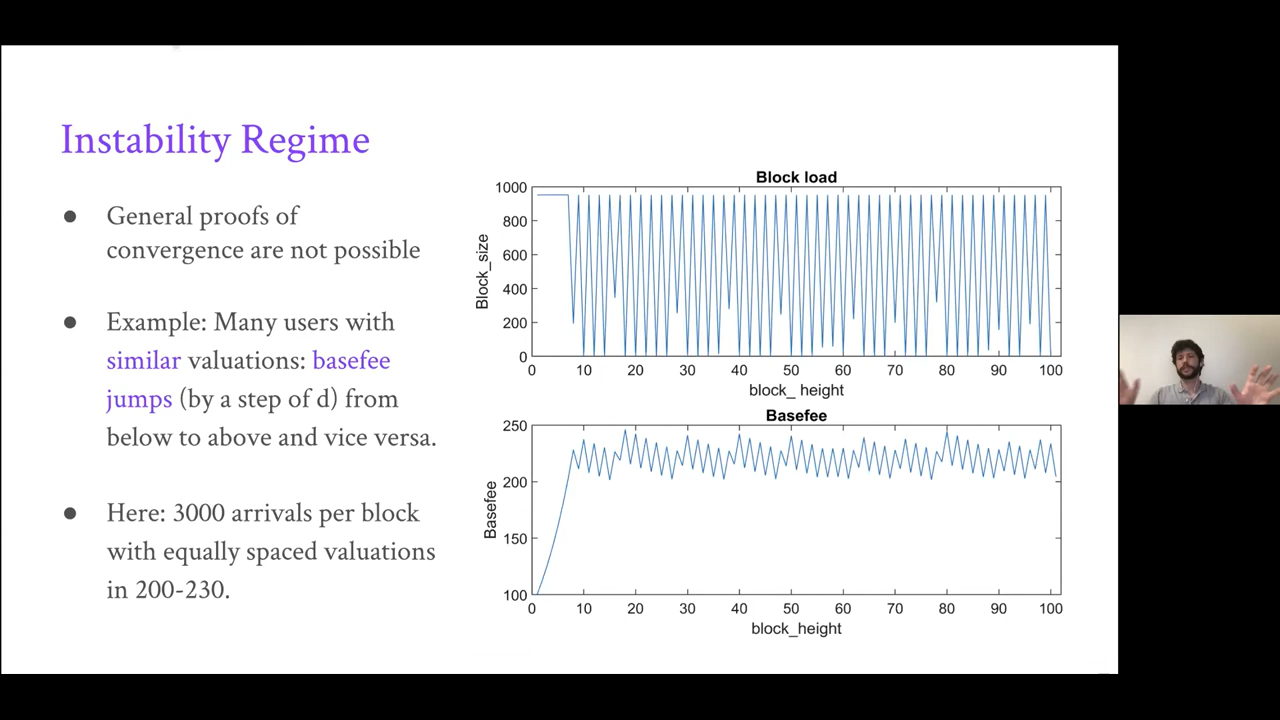 Instability Regime
● General proofs of
convergence are not possible
● Example: Many users with
similar valuations: basefee
jumps (by a step of d) from
below to above and vice versa.
● Here: 3000 arrivals per block
with equally spaced valuations
in 200-230.
Block load
1000
800
600
400
200
0
Block_size
0 10 20 30 40 50 60 70 80 90 100
block_ height
Basefee
250
200
150
100
Basefee
0 10 20 30 40 50 60 70 80 90 100
block_height